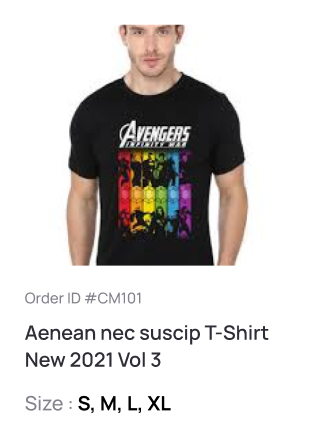 AVENGERS
INFINITY WAR
Order ID #CM101
Aenean nec suscip T-Shirt
New 2021 Vol 3
Size : S, M, L, XL